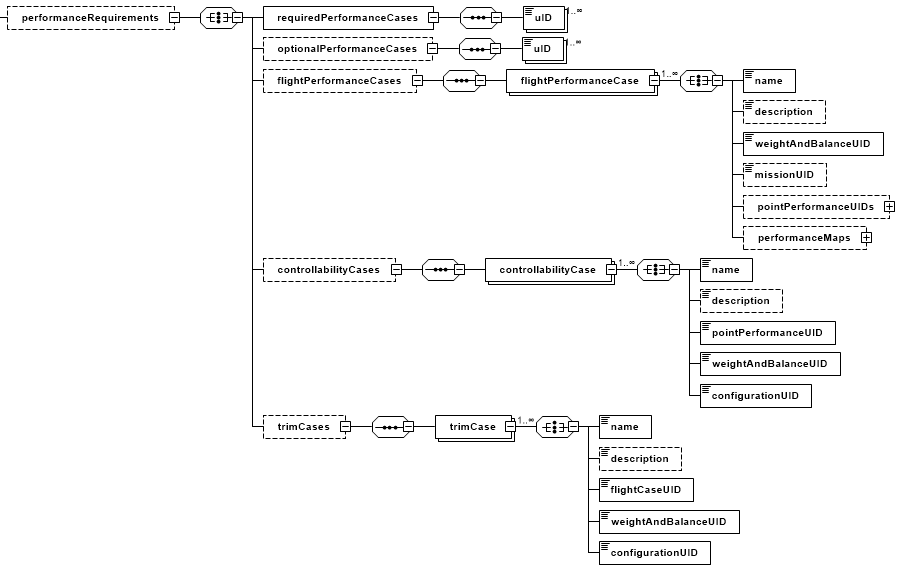 performanceRequirements
requiredPerformanceCases
uID
1..∞
optionalPerformanceCases
uID
1..∞
flightPerformanceCases
flightPerformanceCase
1..∞
name
description
weightAndBalanceUID
missionUID
pointPerformanceUIDs
performanceMaps
controllabilityCases
controllabilityCase
1..∞
name
description
pointPerformanceUID
weightAndBalanceUID
configurationUID
trimCases
trimCase
1..∞
name
description
flightCaseUID
weightAndBalanceUID
configurationUID